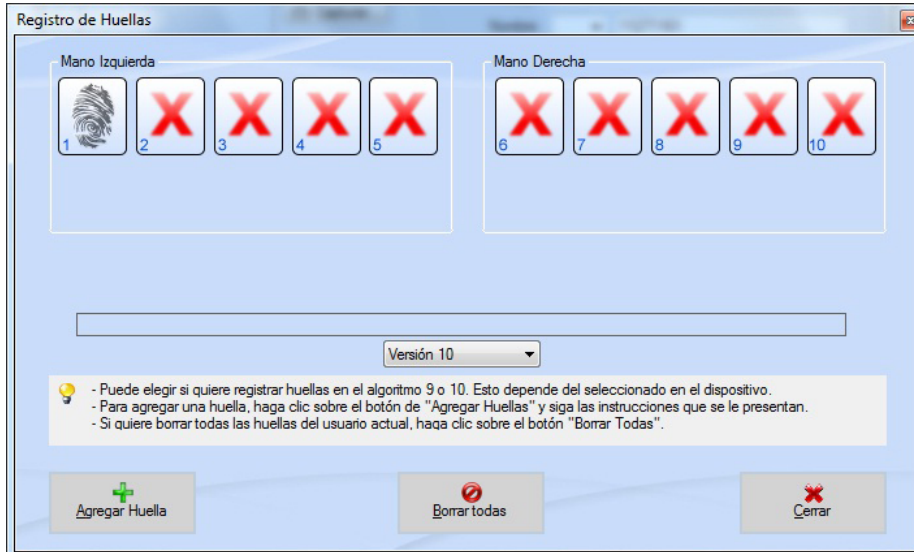 Registro de Huellas
Mano Izquierda
1 2 3 4 5
Mano Derecha
6 7 8 9 10
Versión 10
- Puede elegir si quiere registrar huellas en el algoritmo 9 o 10. Esto depende del seleccionado en el dispositivo.
- Para agregar una huella, haga clic sobre el botón de "Agregar Huellas" y siga las instrucciones que se le presentan.
- Si quiere borrar todas las huellas del usuario actual, haga clic sobre el botón "Borrar Todas".
Agregar Huella
Borrar todas
Cerrar